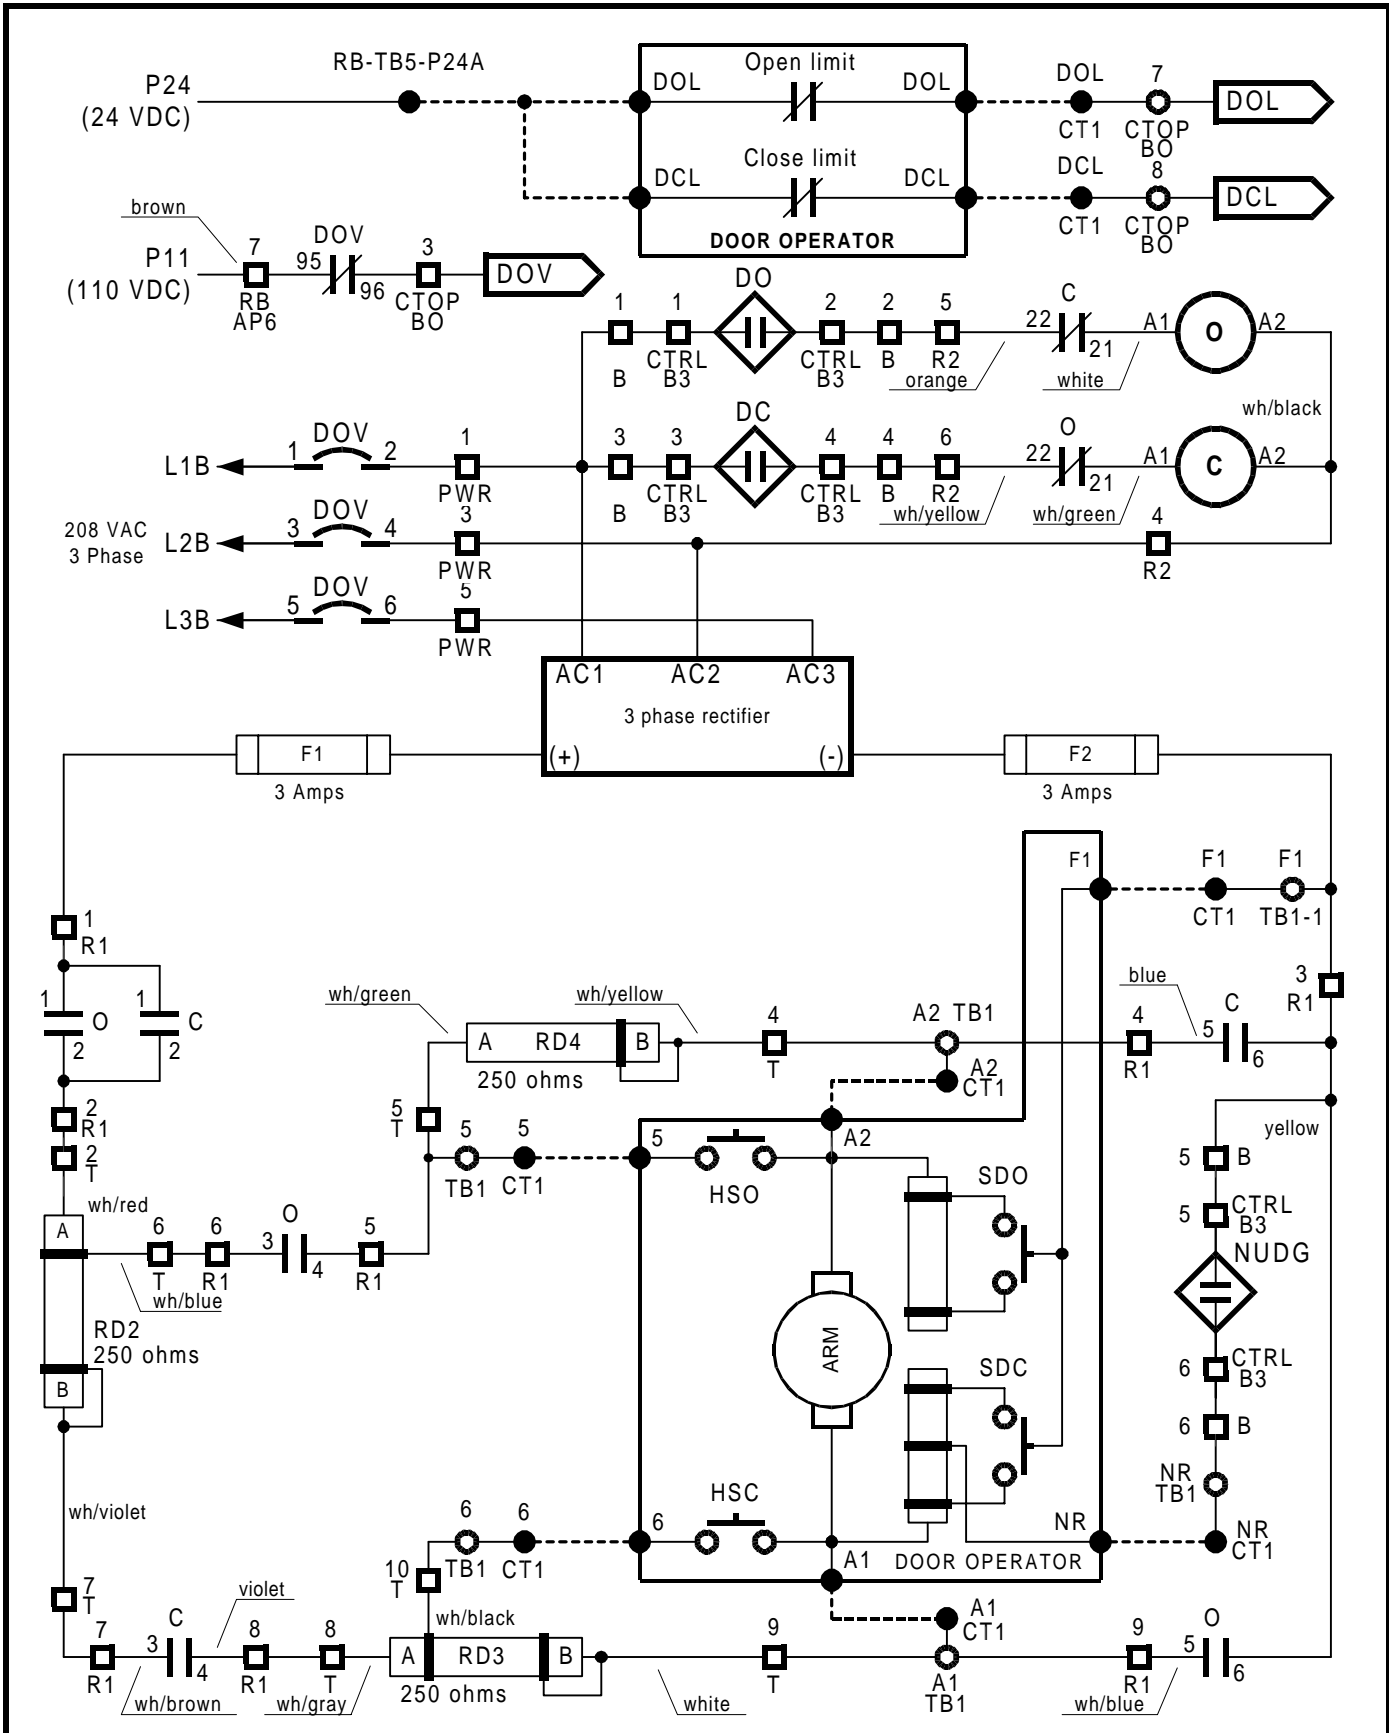 RB-TB5-P24A
P24
(24 VDC)
DOL
Open limit
DOL
DOL
7
DOL
CT1
CTOP
BO
DCL
Close limit
DCL
DCL
8
DCL
CT1
CTOP
BO
DOOR OPERATOR
brown
P11
(110 VDC)
7
RB
AP6
95
DOV
96
3
CTOP
BO
DOV
1
B
1
CTRL
B3
DO
2
CTRL
B3
2
B
5
R2
orange
22
C
21
white
A1
O
A2
wh/black
L1B
1
DOV
2
1
PWR
3
B
3
CTRL
B3
DC
4
CTRL
B3
4
B
6
R2
wh/yellow
22
O
21
wh/green
A1
C
A2
208 VAC
3 Phase
L2B
3
DOV
4
3
PWR
4
R2
L3B
5
DOV
6
5
PWR
AC1
AC2
AC3
3 phase rectifier
(+)
(-)
F1
3 Amps
F2
3 Amps
F1
F1
F1
CT1
TB1-1
1
R1
1
O
2
1
C
2
3
R1
wh/green
A
RD4
B
250 ohms
wh/yellow
4
T
A2 TB1
A2
CT1
4
R1
blue
5
C
6
2
R1
2
T
5
T
5
TB1
5
CT1
5
HSO
A2
yellow
5
B
5
CTRL
B3
NUDG
wh/red
A
6
T
6
R1
3
O
4
5
R1
wh/blue
RD2
250 ohms
B
SDO
ARM
SDC
6
CTRL
B3
6
B
NR
TB1
NR
CT1
wh/violet
6
TB1
6
CT1
6
HSC
NR
A1
DOOR OPERATOR
10
T
7
T
7
R1
3
C
4
violet
wh/brown
8
R1
8
T
wh/gray
wh/black
A
RD3
B
250 ohms
white
9
T
A1
CT1
A1
TB1
9
R1
wh/blue
5
O
6